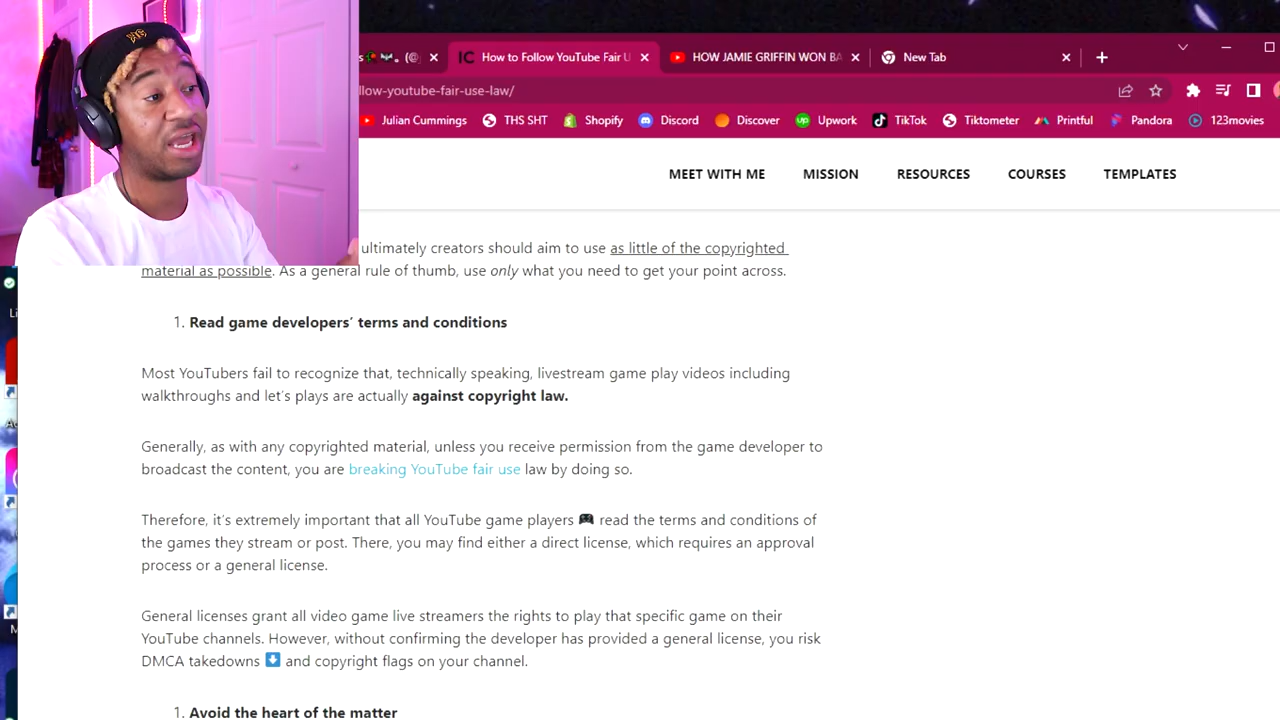 s
(@
IC How to Follow YouTube Fair U
HOW JAMIE GRIFFIN WON BA
New Tab
llow-youtube-fair-use-law/
Julian Cummings THS SHT Shopify Discord Discover Upwork TikTok Tiktometer Printful Pandora 123movies
MEET WITH ME MISSION RESOURCES COURSES TEMPLATES
ultimately creators should aim to use as little of the copyrighted
material as possible. As a general rule of thumb, use only what you need to get your point across.
1. Read game developers’ terms and conditions
Most YouTubers fail to recognize that, technically speaking, livestream game play videos including
walkthroughs and let’s plays are actually against copyright law.
Generally, as with any copyrighted material, unless you receive permission from the game developer to
broadcast the content, you are breaking YouTube fair use law by doing so.
Therefore, it’s extremely important that all YouTube game players 🎮 read the terms and conditions of
the games they stream or post. There, you may find either a direct license, which requires an approval
process or a general license.
General licenses grant all video game live streamers the rights to play that specific game on their
YouTube channels. However, without confirming the developer has provided a general license, you risk
DMCA takedowns ⬇️ and copyright flags on your channel.
1. Avoid the heart of the matter
Li